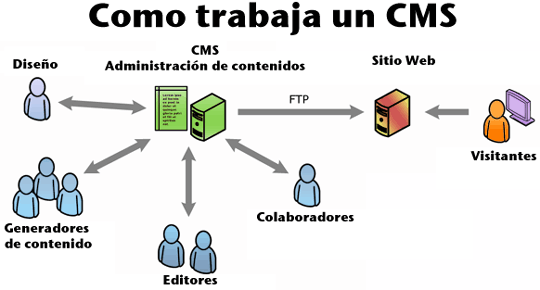 Como trabaja un CMS
CMS
Administración de contenidos
Diseño
Sitio Web
FTP
Visitantes
Generadores
de contenido
Colaboradores
Editores